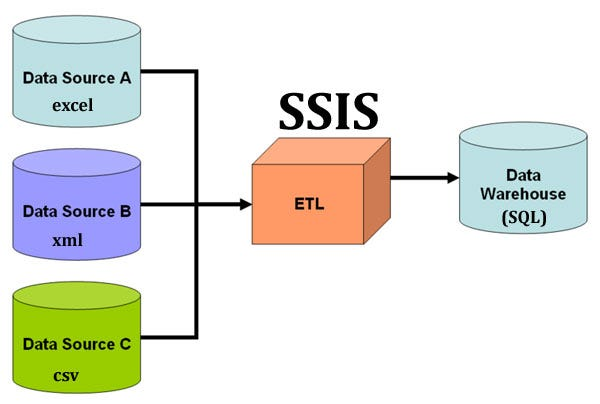 Data Source A
excel
Data Source B
xml
Data Source C
csv
SSIS
ETL
Data
Warehouse
(SQL)